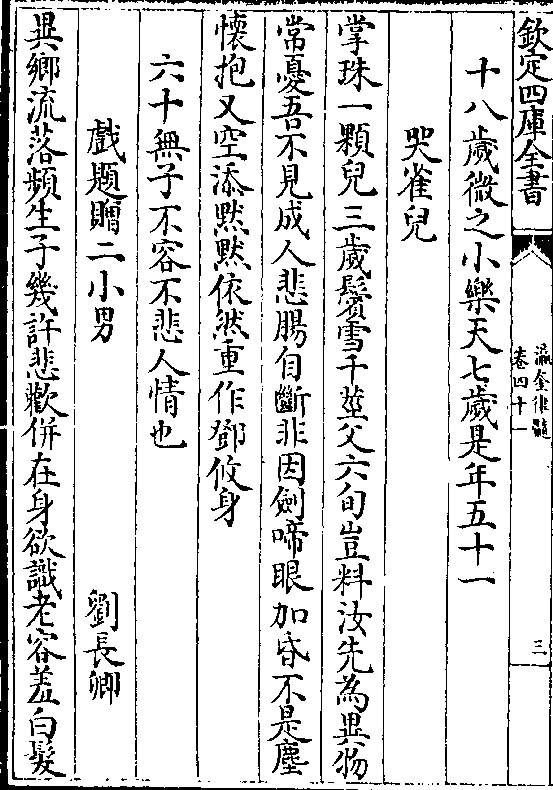 欽定四庫全書
瀛奎律髓
卷四十一
三
十八歲微之小樂天七歲是年五十一
哭雀兒
掌珠一顆兒三歲鬢雪千莖父六旬豈料汝先為異物
常憂吾不見成人悲腸自斷非因劍啼眼加昏不是塵
懷抱又空添黙黙依然重作鄧攸身
六十無子不容不悲人情也
戲題贈二小男 劉長卿
異鄉流落頻生子幾許悲歡併在身欲識老容羞白髮